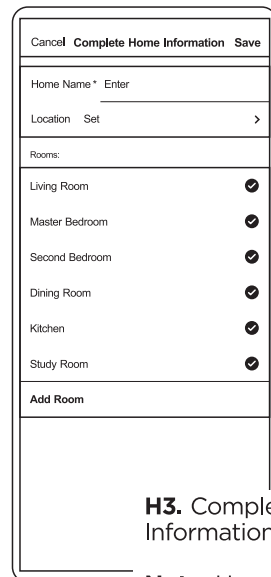 Cancel Complete Home Information Save
Home Name* Enter
Location Set >
Rooms:
Living Room
Master Bedroom
Second Bedroom
Dining Room
Kitchen
Study Room
Add Room
H3. Comple
Information